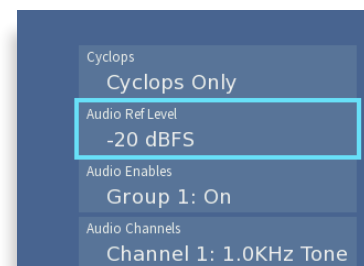 Cyclops
Cyclops Only
Audio Ref Level
-20 dBFS
Audio Enables
Group 1: On
Audio Channels
Channel 1: 1.0KHz Tone